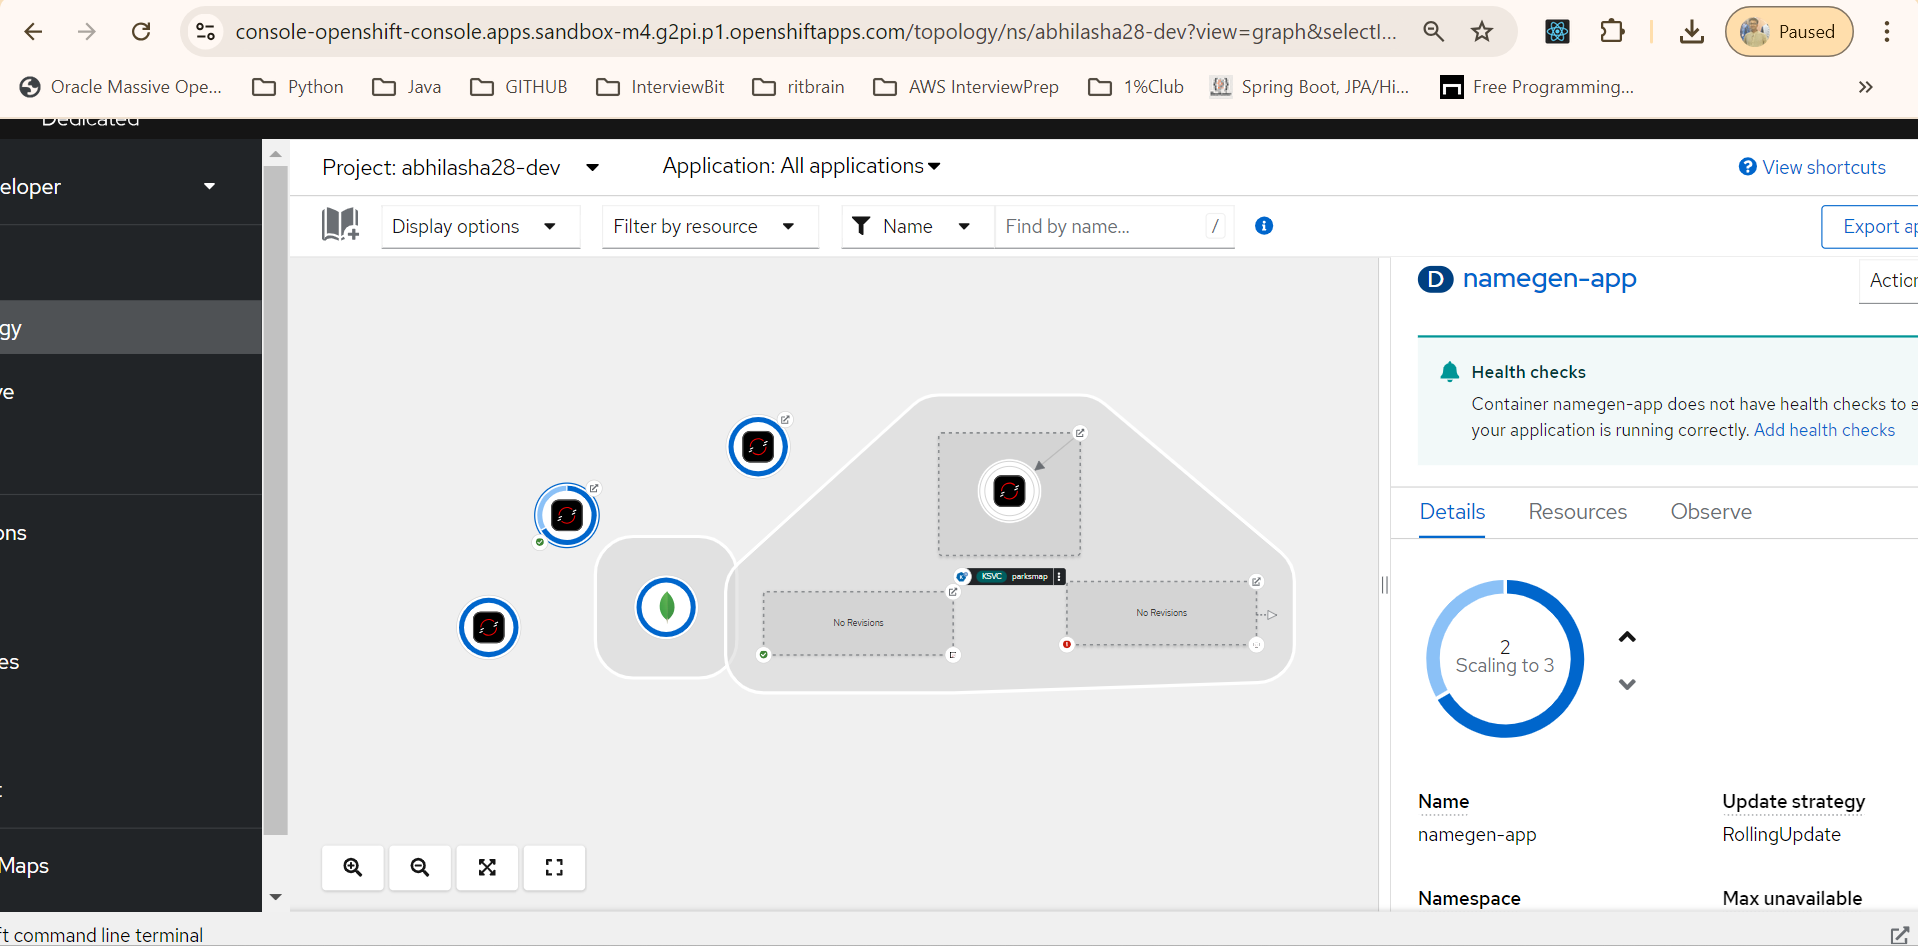 console-openshift-console.apps.sandbox-m4.g2pi.p1.openshiftapps.com/topology/ns/abhilasha28-dev?view=graph&selectI...
Paused
Oracle Massive Ope...
Python
Java
GITHUB
InterviewBit
ritbrain
AWS InterviewPrep
1%Club
Spring Boot, JPA/Hi...
Free Programming...
Dedicated
eloper
Project: abhilasha28-dev
Application: All applications
View shortcuts
Display options
Filter by resource
Name
Find by name...
/
Export ap
gy
ve
ons
es
t
Maps
D namegen-app
Action
Health checks
Container namegen-app does not have health checks to e
your application is running correctly. Add health checks
Details
Resources
Observe
KSVC parksmap
No Revisions
No Revisions
2
Scaling to 3
Name
namegen-app
Update strategy
RollingUpdate
Namespace
Max unavailable
ft command line terminal